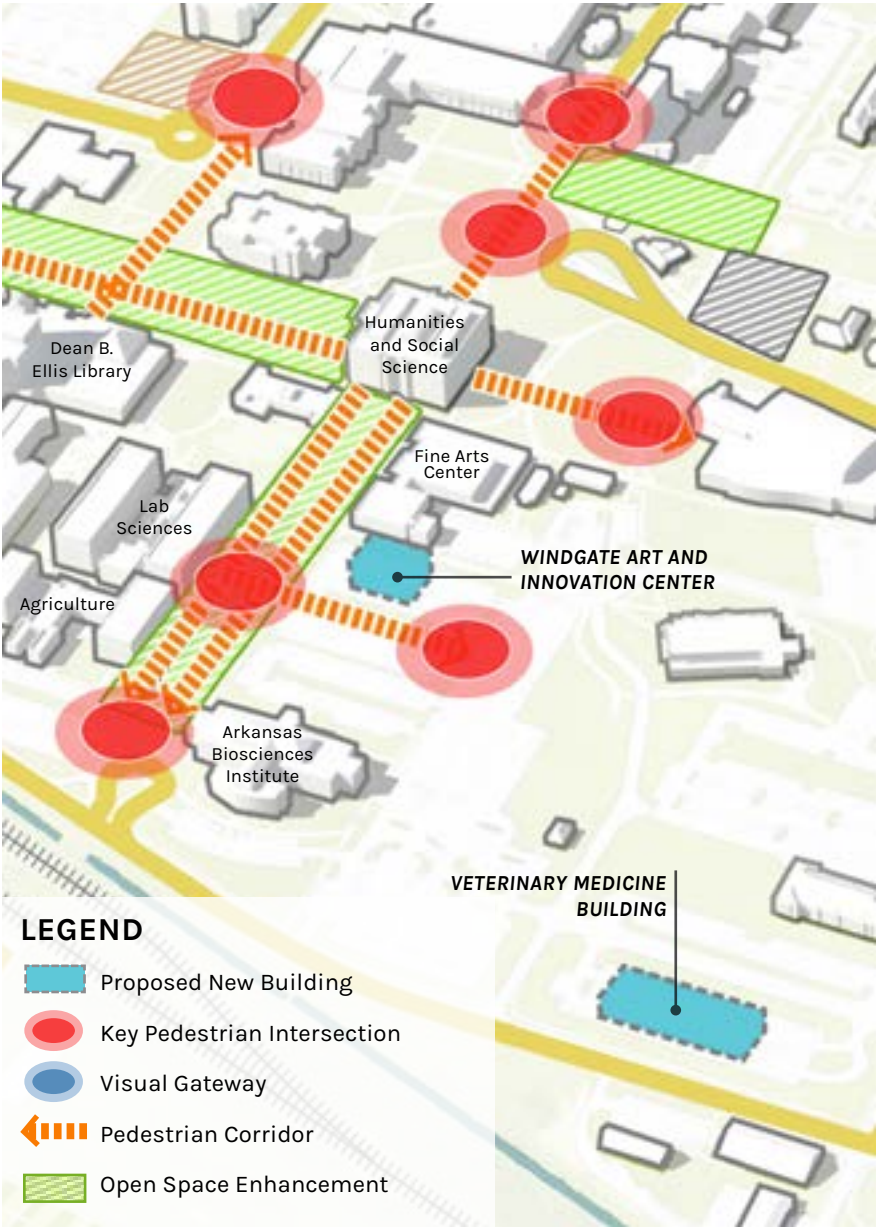 Humanities
and Social
Science
Dean B.
Ellis Library
Fine Arts
Center
Lab
Sciences
WINDGATE ART AND
INNOVATION CENTER
Agriculture
Arkansas
Biosciences
Institute
VETERINARY MEDICINE
BUILDING
LEGEND
Proposed New Building
Key Pedestrian Intersection
Visual Gateway
Pedestrian Corridor
Open Space Enhancement